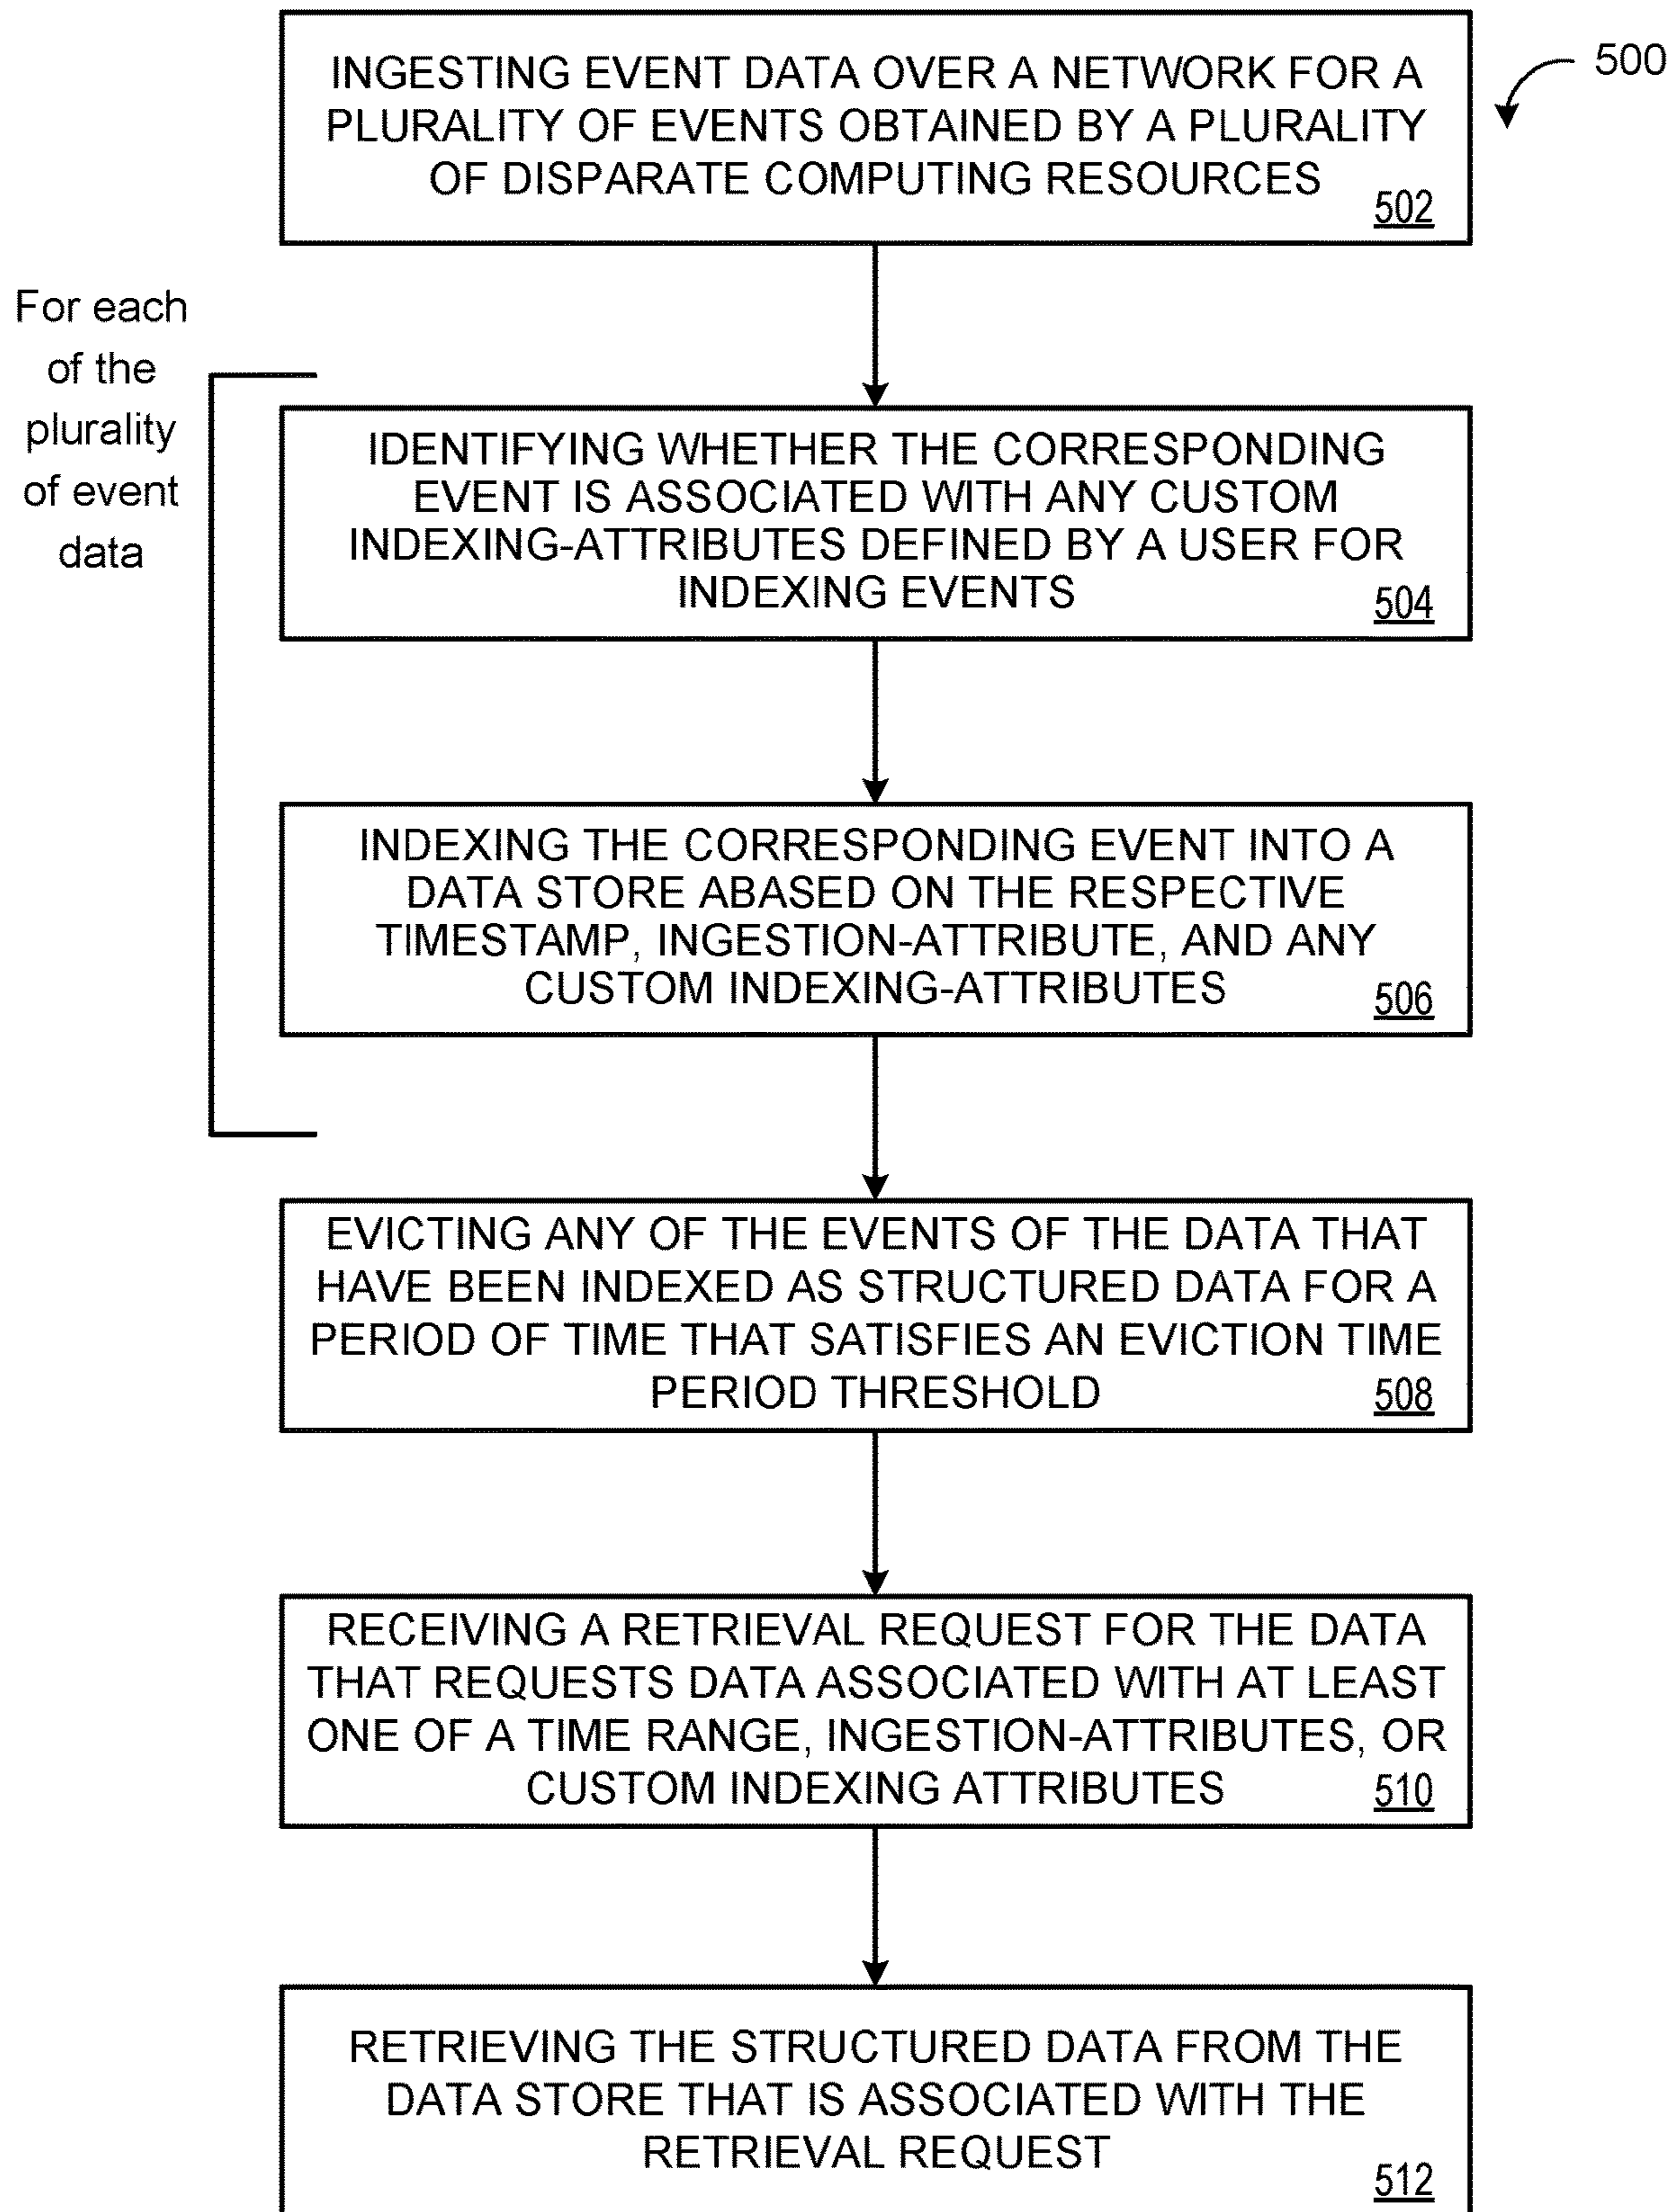 INGESTING EVENT DATA OVER A NETWORK FOR A
PLURALITY OF EVENTS OBTAINED BY A PLURALITY
OF DISPARATE COMPUTING RESOURCES
502
500
For each
of the
plurality
of event
data
IDENTIFYING WHETHER THE CORRESPONDING
EVENT IS ASSOCIATED WITH ANY CUSTOM
INDEXING-ATTRIBUTES DEFINED BY A USER FOR
INDEXING EVENTS
504
INDEXING THE CORRESPONDING EVENT INTO A
DATA STORE ABASED ON THE RESPECTIVE
TIMESTAMP, INGESTION-ATTRIBUTE, AND ANY
CUSTOM INDEXING-ATTRIBUTES
506
EVICTING ANY OF THE EVENTS OF THE DATA THAT
HAVE BEEN INDEXED AS STRUCTURED DATA FOR A
PERIOD OF TIME THAT SATISFIES AN EVICTION TIME
PERIOD THRESHOLD
508
RECEIVING A RETRIEVAL REQUEST FOR THE DATA
THAT REQUESTS DATA ASSOCIATED WITH AT LEAST
ONE OF A TIME RANGE, INGESTION-ATTRIBUTES, OR
CUSTOM INDEXING ATTRIBUTES
510
RETRIEVING THE STRUCTURED DATA FROM THE
DATA STORE THAT IS ASSOCIATED WITH THE
RETRIEVAL REQUEST
512